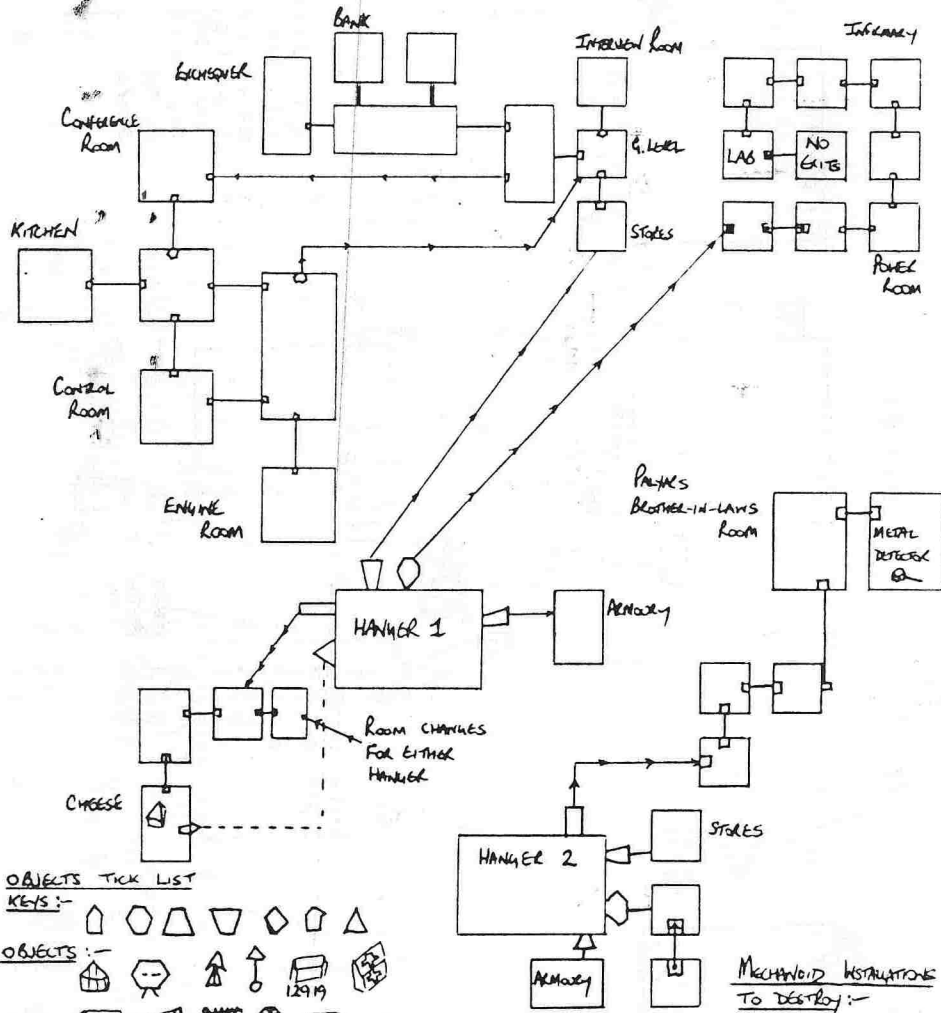 BANK
INTERVIEW ROOM
INFIRMARY
EXCHEQUER
CONFERENCE
ROOM
G. LEVEL
LAB
NO
EXITS
KITCHEN
STORES
POWER
ROOM
CONTROL
ROOM
ENGINE
ROOM
PALYARS
BROTHER-IN-LAWS
ROOM
METAL
DETECTOR
HANGER 1
ARMOURY
ROOM CHANGES
FOR EITHER
HANGER
CHEESE
STORES
HANGER 2
OBJECTS TICK LIST
KEYS :-
OBJECTS :-
12919
ARMOURY
MECHANOID INSTALLATIONS
TO DESTROY :-